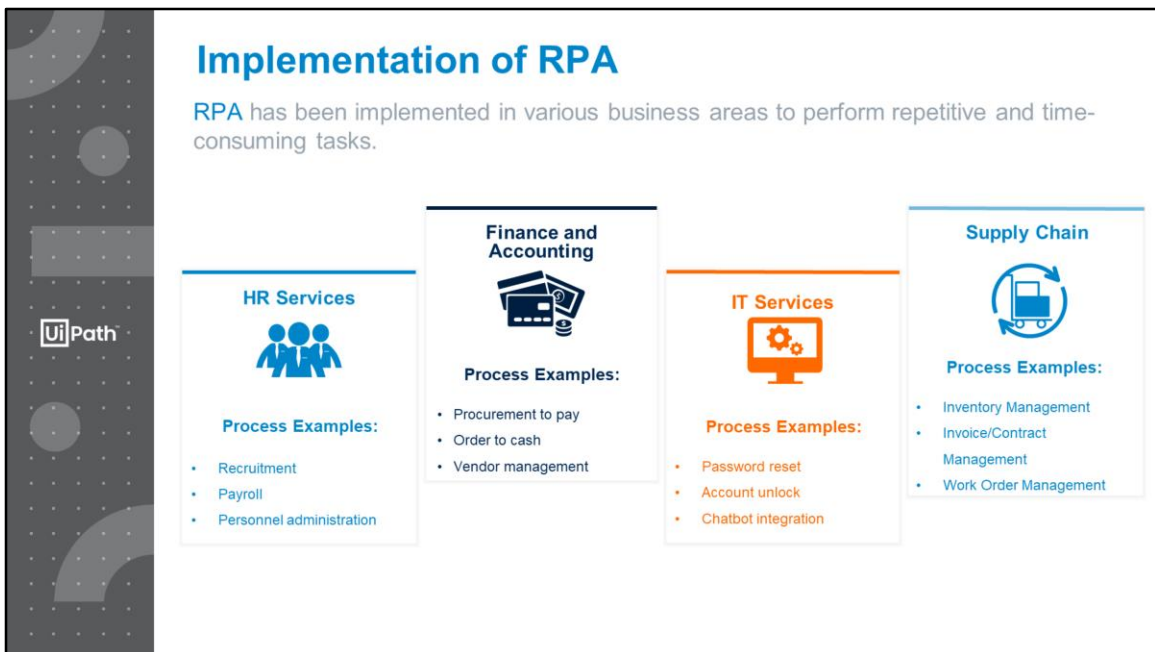 Implementation of RPA
RPA has been implemented in various business areas to perform repetitive and time-
consuming tasks.
UiPath
HR Services
Process Examples:
• Recruitment
• Payroll
• Personnel administration
Finance and
Accounting
Process Examples:
• Procurement to pay
• Order to cash
• Vendor management
IT Services
Process Examples:
• Password reset
• Account unlock
• Chatbot integration
Supply Chain
Process Examples:
• Inventory Management
• Invoice/Contract
Management
• Work Order Management